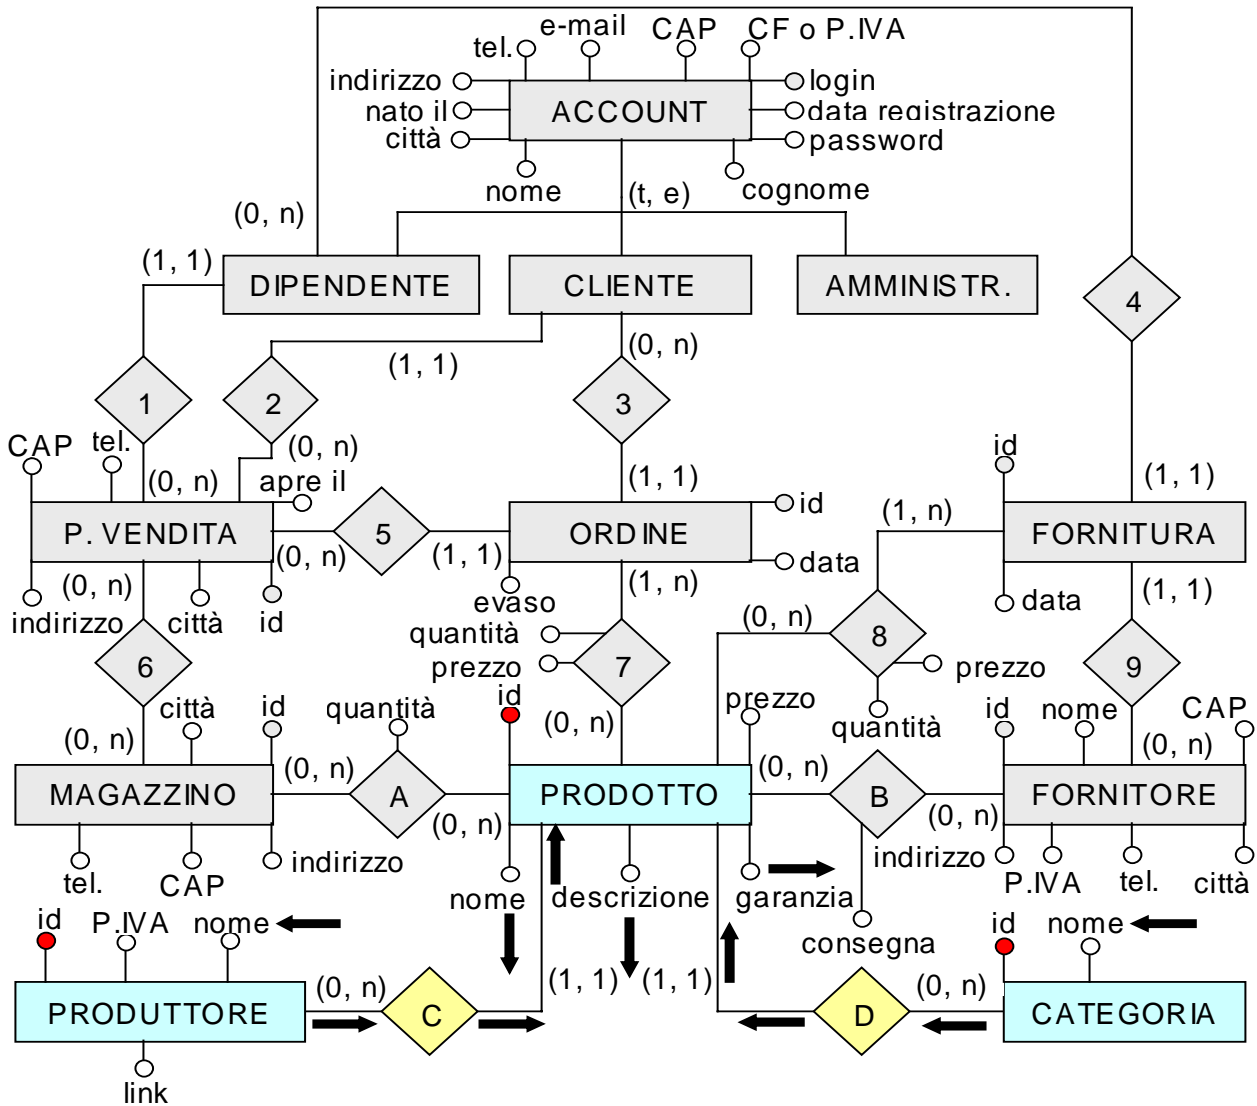 e-mail CAP CF o P.IVA
tel.
indirizzo login
nato il ACCOUNT data registrazione
città password
nome (t, e) cognome
(0, n)
(1, 1)
DIPENDENTE CLIENTE AMMINISTR. 4
(1, 1) (0, n)
1 2 3
CAP tel. (0, n) id
(0, n) apre il (1, 1) (1, 1)
P. VENDITA 5 ORDINE id (1, n) FORNITURA
(0, n) (1, 1)
(0, n) (1, n) data (1, 1)
indirizzo città id evaso data
quantità (0, n) 8
6 prezzo 7 prezzo 9
id prezzo
città id quantità quantità id nome CAP
(0, n) (0, n) (0, n) (0, n) (0, n)
MAGAZZINO A PRODOTTO B FORNITORE
(0, n) (0, n)
tel. CAP indirizzo indirizzo P.IVA tel. città
nome descrizione garanzia
id P.IVA nome consegna id nome
(0, n) (1, 1) (1, 1) (0, n)
PRODUTTORE C D CATEGORIA
link